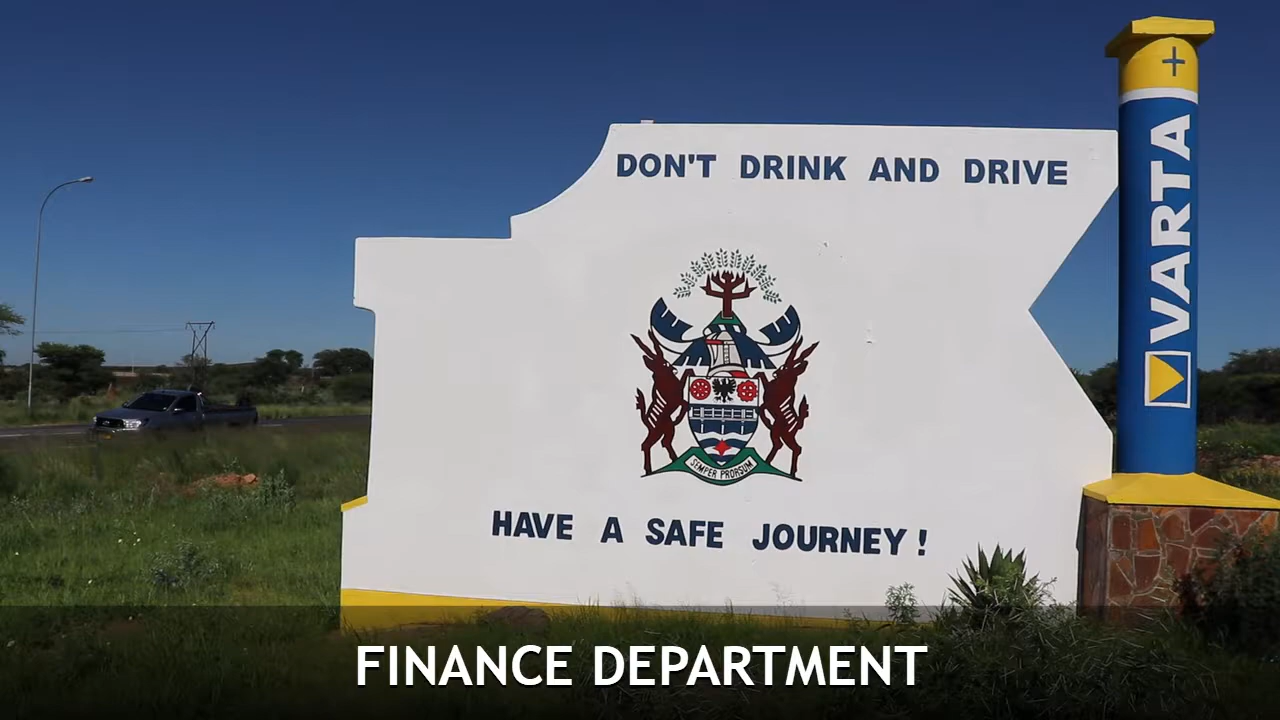 DON'T DRINK AND DRIVE
SEMPER PRORSUM
HAVE A SAFE JOURNEY!
VARTA
FINANCE DEPARTMENT